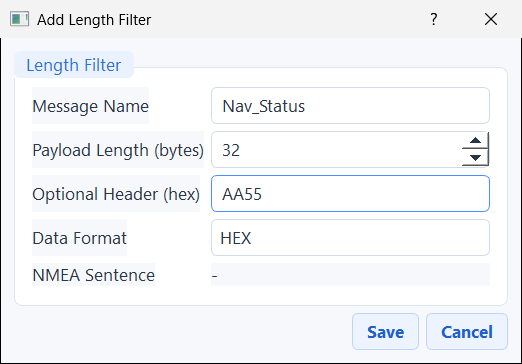 Add Length Filter ?
Length Filter
Message Name Nav_Status
Payload Length (bytes) 32
Optional Header (hex) AA55
Data Format HEX
NMEA Sentence -
Save Cancel